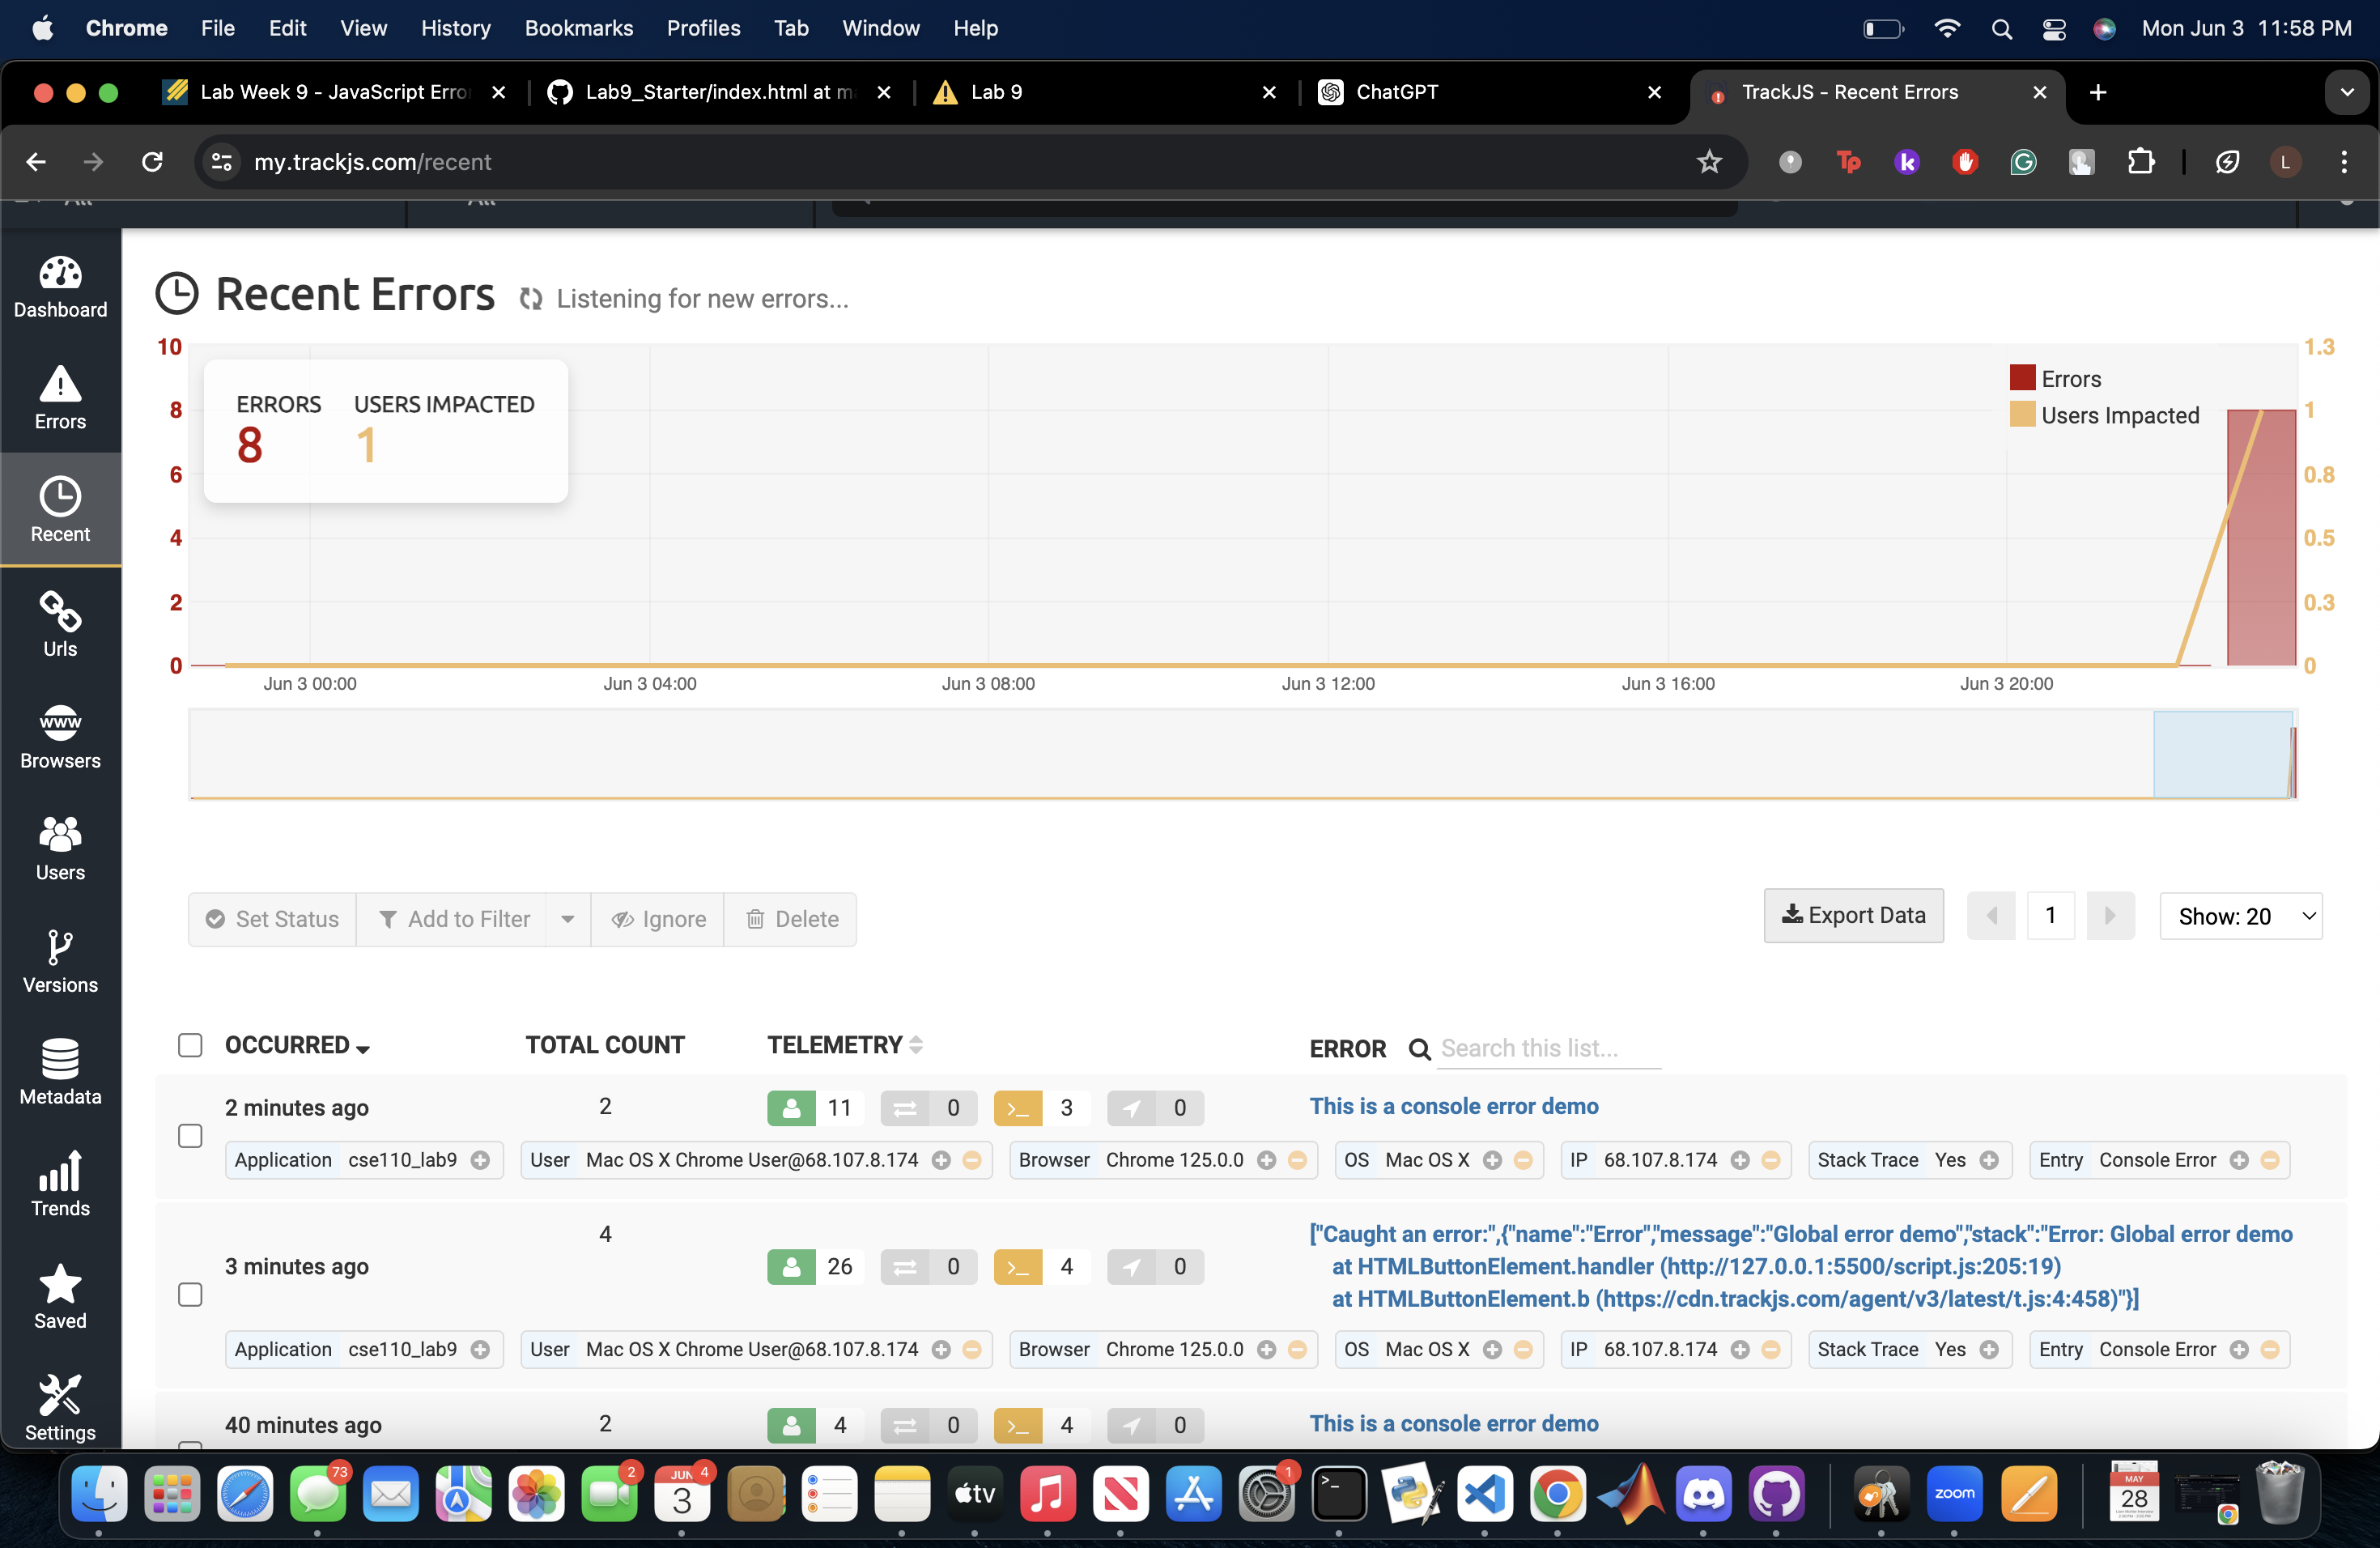 Chrome File Edit View History Bookmarks Profiles Tab Window Help Mon Jun 3 11:58 PM
Lab Week 9 - JavaScript Erro Lab9_Starter/index.html at ma Lab 9 ChatGPT TrackJS - Recent Errors
my.trackjs.com/recent
All All
Dashboard
Errors
Recent
Urls
Browsers
Users
Versions
Metadata
Trends
Saved
Settings
Recent Errors Listening for new errors...
10 1.3
8 1
6 0.8
4 0.5
2 0.3
0 0
ERRORS USERS IMPACTED
8 1
Errors
Users Impacted
Jun 3 00:00 Jun 3 04:00 Jun 3 08:00 Jun 3 12:00 Jun 3 16:00 Jun 3 20:00
Set Status Add to Filter Ignore Delete Export Data 1 Show: 20
OCCURRED TOTAL COUNT TELEMETRY ERROR Search this list...
2 minutes ago 2 11 0 3 0 This is a console error demo
Application cse110_lab9 User Mac OS X Chrome User@68.107.8.174 Browser Chrome 125.0.0 OS Mac OS X IP 68.107.8.174 Stack Trace Yes Entry Console Error
3 minutes ago 4 26 0 4 0 ["Caught an error:",{"name":"Error","message":"Global error demo","stack":"Error: Global error demo
at HTMLButtonElement.handler (http://127.0.0.1:5500/script.js:205:19)
at HTMLButtonElement.b (https://cdn.trackjs.com/agent/v3/latest/t.js:4:458)"}]
Application cse110_lab9 User Mac OS X Chrome User@68.107.8.174 Browser Chrome 125.0.0 OS Mac OS X IP 68.107.8.174 Stack Trace Yes Entry Console Error
40 minutes ago 2 4 0 4 0 This is a console error demo
73 2 JUN 4 3 tv 1 zoom MAY 28